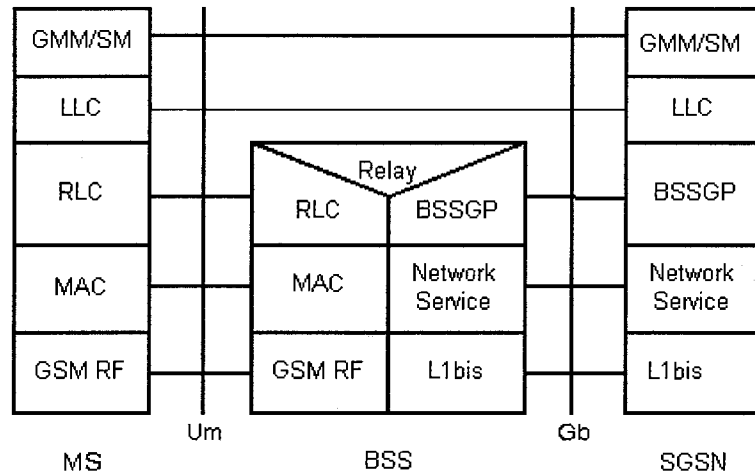 GMM/SM
GMM/SM
LLC
LLC
Relay
RLC
RLC
BSSGP
BSSGP
MAC
MAC
Network
Service
Network
Service
GSM RF
GSM RF
L1bis
L1bis
Um
Gb
MS
BSS
SGSN